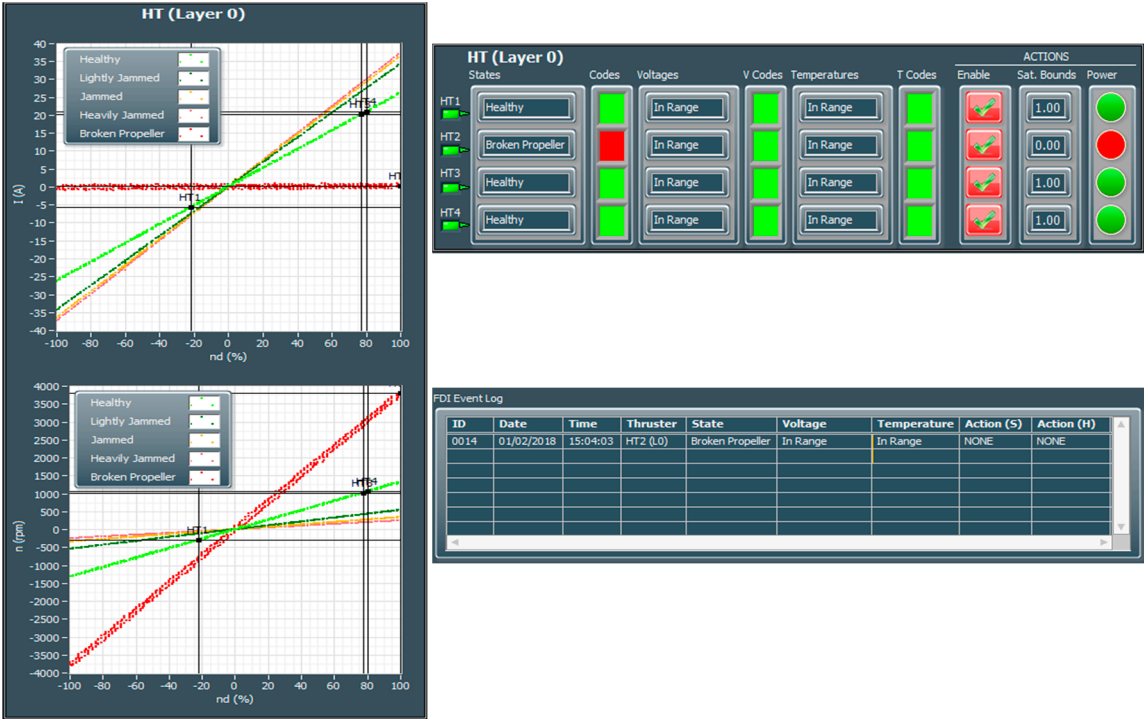 HT (Layer 0)
Healthy
Lightly Jammed
Jammed
Heavily Jammed
Broken Propeller
40
35
30
25
20
15
10
5
0
-5
-10
-15
-20
-25
-30
-35
-40
I (A)
HT4
HT
HT1
-100 -80 -60 -40 -20 0 20 40 60 80 100
nd (%)
Healthy
Lightly Jammed
Jammed
Heavily Jammed
Broken Propeller
4000
3500
3000
2500
2000
1500
1000
500
0
-500
-1000
-1500
-2000
-2500
-3000
-3500
-4000
n (rpm)
HT4
HT1
-100 -80 -60 -40 -20 0 20 40 60 80 100
nd (%)
HT (Layer 0)
ACTIONS
States Codes Voltages V Codes Temperatures T Codes Enable Sat. Bounds Power
HT1 Healthy In Range In Range 1.00
HT2 Broken Propeller In Range In Range 0.00
HT3 Healthy In Range In Range 1.00
HT4 Healthy In Range In Range 1.00
FDI Event Log
ID Date Time Thruster State Voltage Temperature Action (S) Action (H)
0014 01/02/2018 15:04:03 HT2 (L0) Broken Propeller In Range In Range NONE NONE